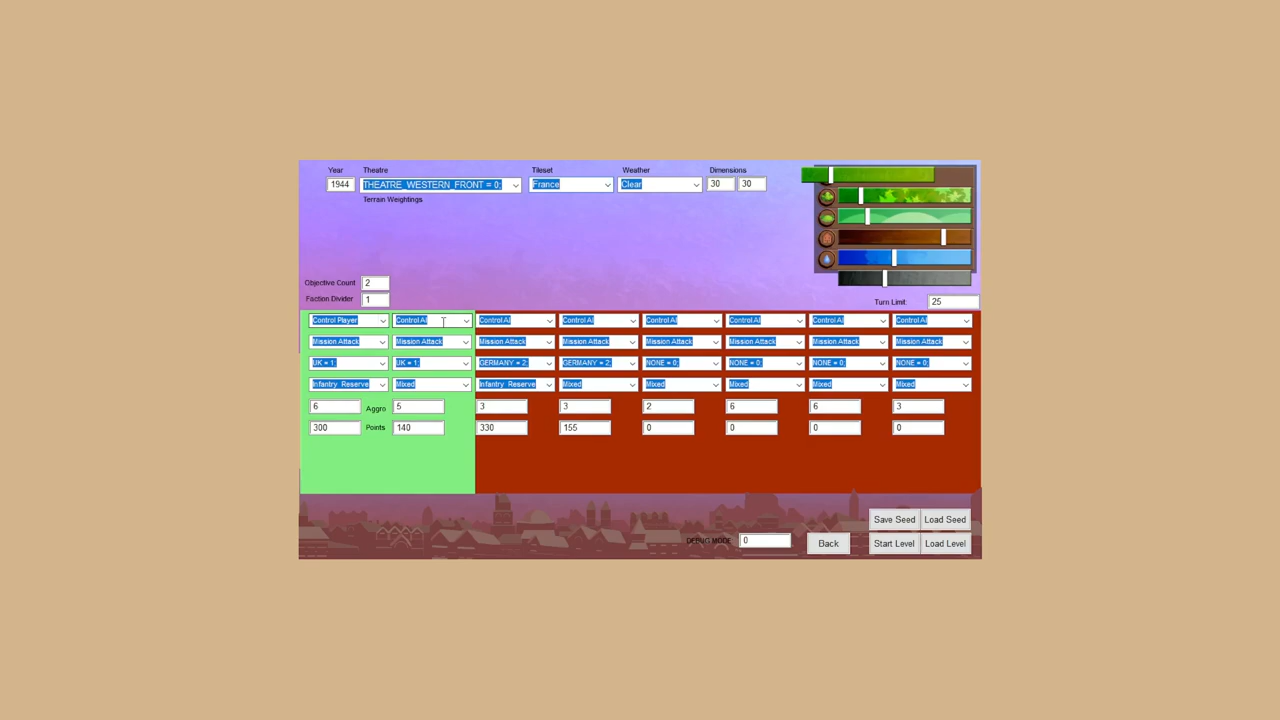 Year Theatre Tileset Weather Dimensions
1944 THEATRE_WESTERN_FRONT = 0; France Clear 30 30
Terrain Weightings
Objective Count 2
Faction Divider 1
Turn Limit: 25
Control Player Control AI Control AI Control AI Control AI Control AI Control AI Control AI
Mission Attack Mission Attack Mission Attack Mission Attack Mission Attack Mission Attack Mission Attack Mission Attack
UK = 1; UK = 1; GERMANY = 2; GERMANY = 2; NONE = 0; NONE = 0; NONE = 0; NONE = 0;
Infantry_Reserve Mixed Infantry_Reserve Mixed Mixed Mixed Mixed Mixed
6 Aggro 5 3 3 2 6 6 3
300 Points 140 330 155 0 0 0 0
Save Seed Load Seed
DEBUG MODE: 0 Back Start Level Load Level